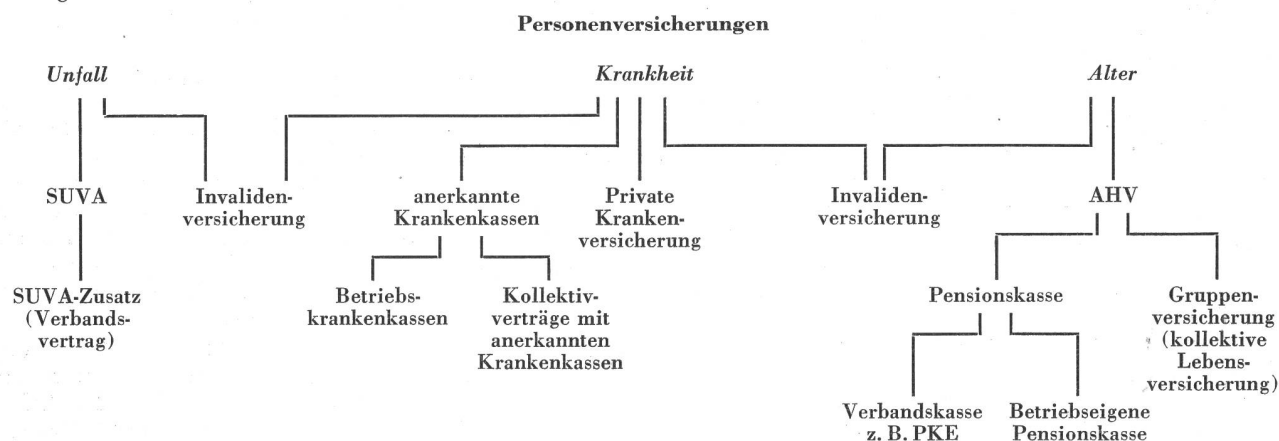 Personenversicherungen
Unfall
Krankheit
Alter
SUVA
Invaliden-
versicherung
anerkannte
Krankenkassen
Private
Kranken-
versicherung
Invaliden-
versicherung
AHV
SUVA-Zusatz
(Verbands-
vertrag)
Betriebs-
krankenkassen
Kollektiv-
verträge mit
anerkannten
Krankenkassen
Pensionskasse
Gruppen-
versicherung
(kollektive
Lebens-
versicherung)
Verbandskasse
z. B. PKE
Betriebseigene
Pensionskasse